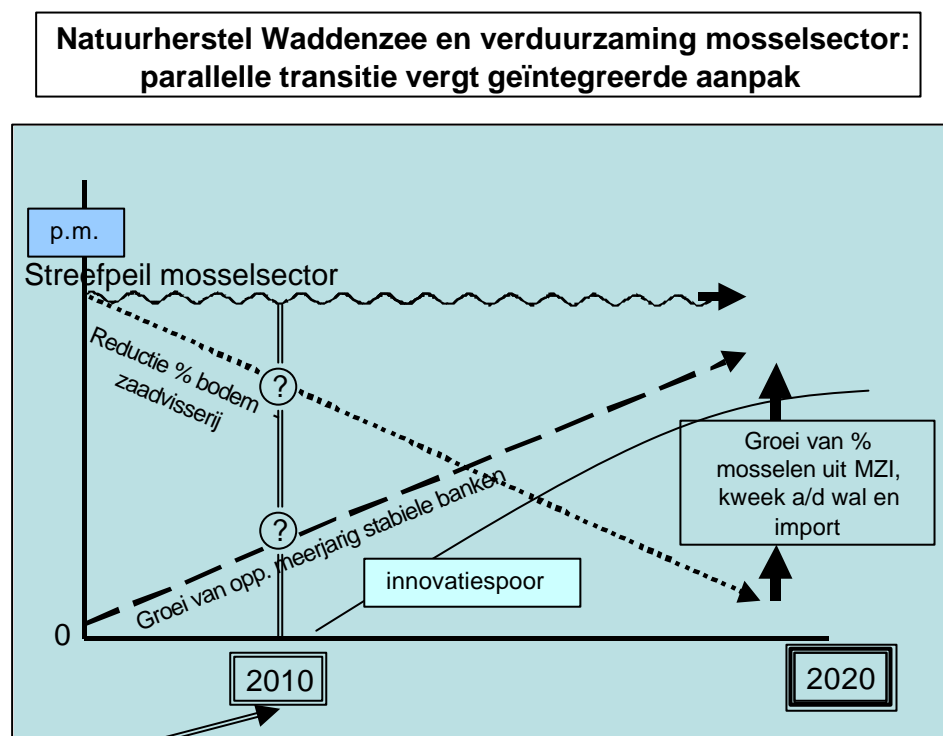 Natuurherstel Waddenzee en verduurzaming mosselsector:
parallelle transitie vergt geïntegreerde aanpak
p.m.
Streefpeil mosselsector
Reductie % bodem
zaadvisserij
?
?
Groei van opp. meerjarig stabiele banken
Groei van %
mosselen uit MZI,
kweek a/d wal en
import
innovatiespoor
0
2010
2020